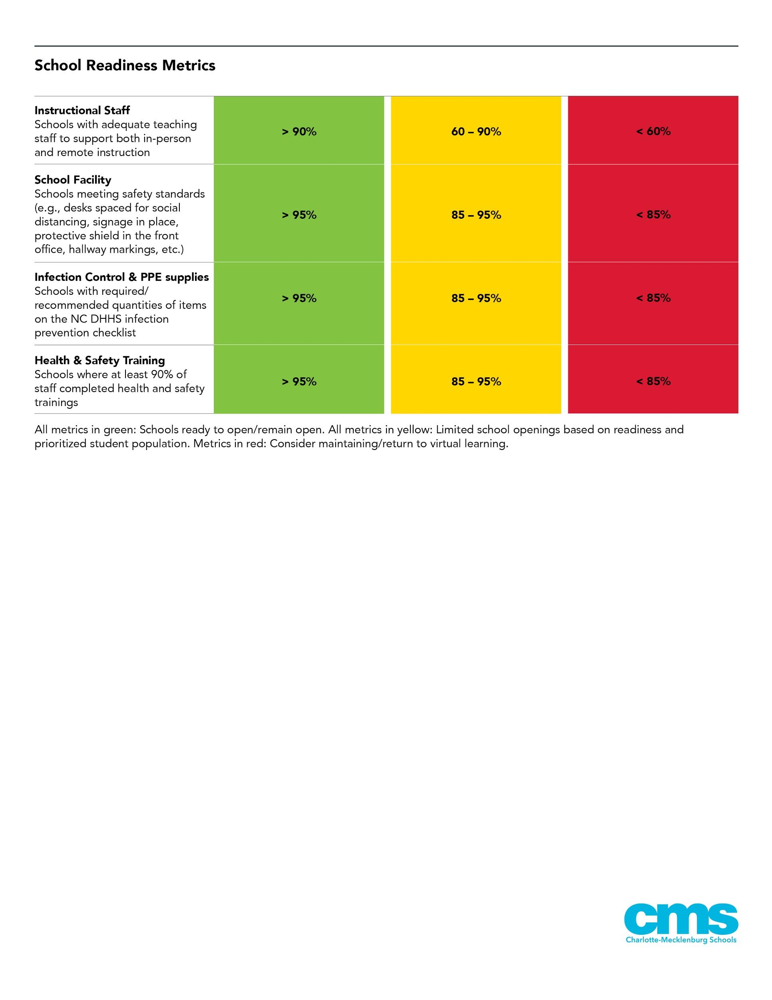 School Readiness Metrics
Instructional Staff
Schools with adequate teaching
staff to support both in-person
and remote instruction
> 90%
60 – 90%
< 60%
School Facility
Schools meeting safety standards
(e.g., desks spaced for social
distancing, signage in place,
protective shield in the front
office, hallway markings, etc.)
> 95%
85 – 95%
< 85%
Infection Control & PPE supplies
Schools with required/
recommended quantities of items
on the NC DHHS infection
prevention checklist
> 95%
85 – 95%
< 85%
Health & Safety Training
Schools where at least 90% of
staff completed health and safety
trainings
> 95%
85 – 95%
< 85%
All metrics in green: Schools ready to open/remain open. All metrics in yellow: Limited school openings based on readiness and
prioritized student population. Metrics in red: Consider maintaining/return to virtual learning.
cms
Charlotte-Mecklenburg Schools